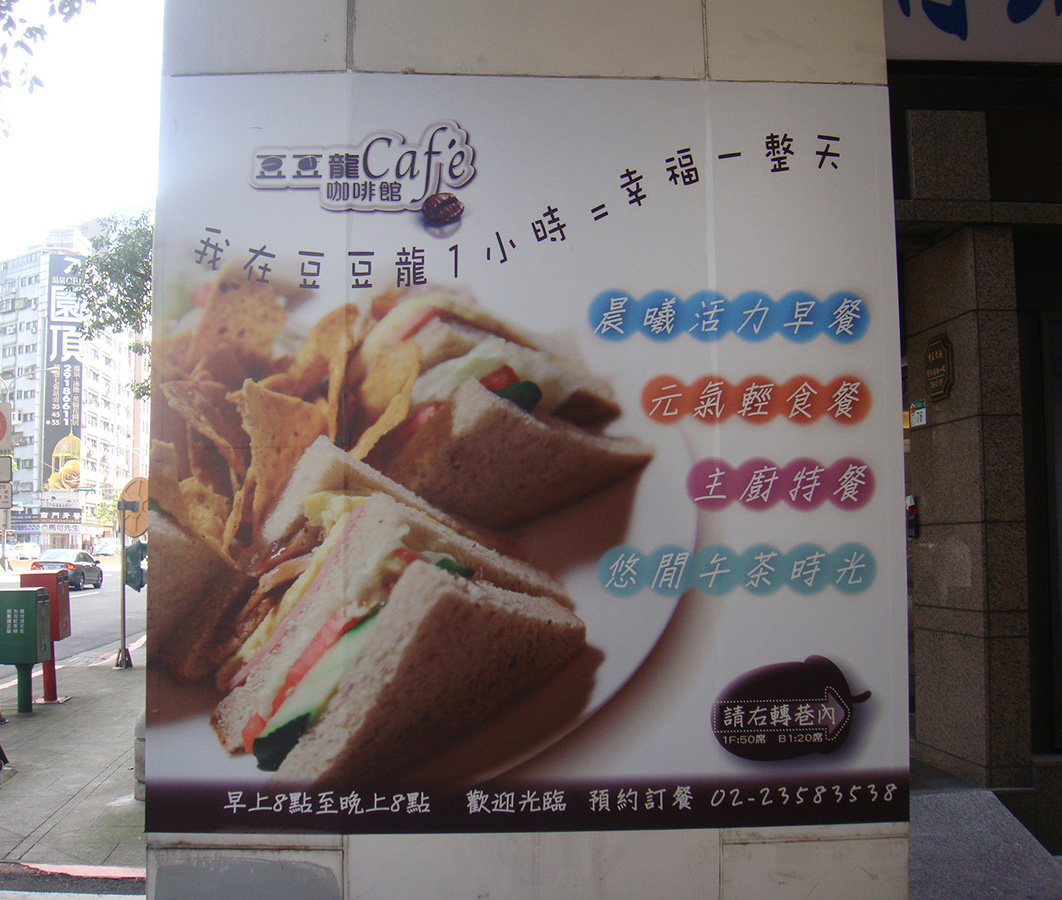 豆豆龍Café
咖啡館
我在豆豆龍1小時=幸福一整天
晨曦活力早餐
元氣輕食餐
主廚特餐
悠閒午茶時光
請右轉巷內
1F:50席 B1:20席
早上8點至晚上8點 歡迎光臨 預約訂餐 02-23583538
園頂
29186611
76